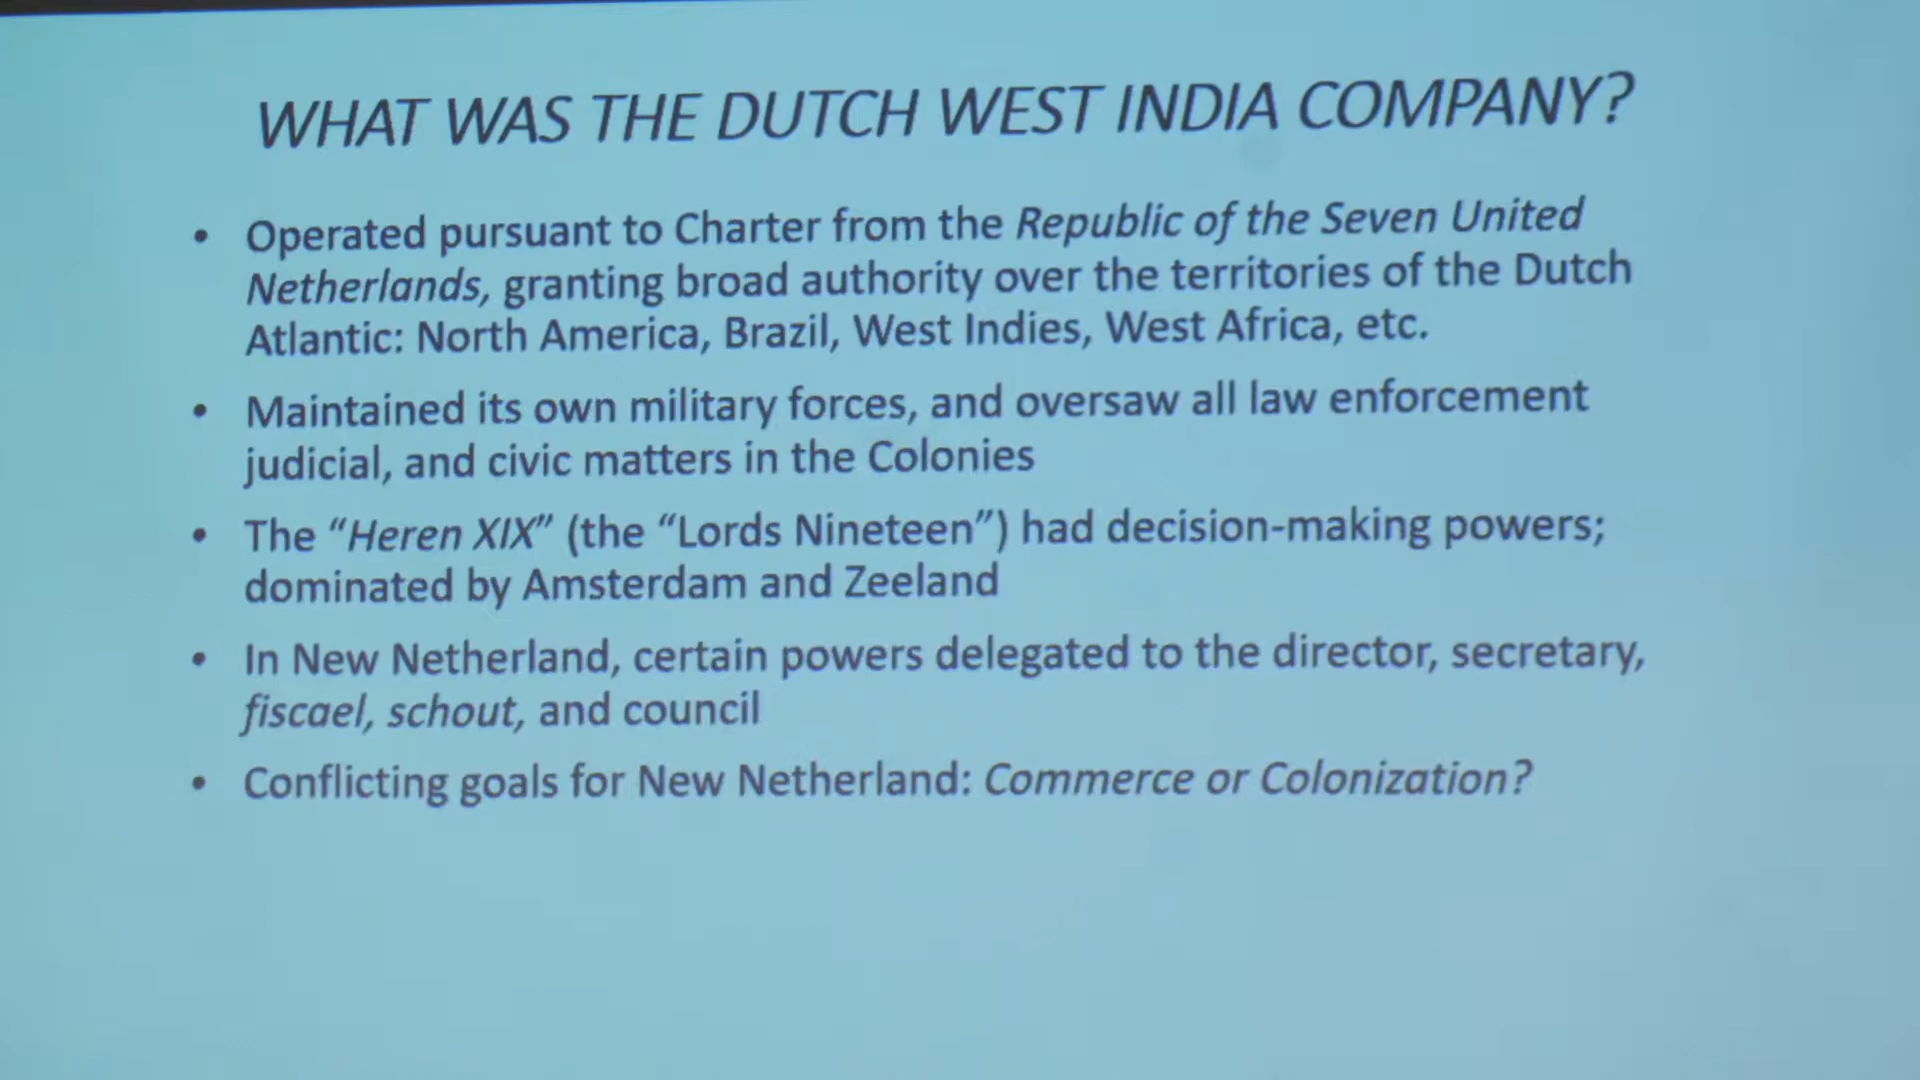 WHAT WAS THE DUTCH WEST INDIA COMPANY?
• Operated pursuant to Charter from the Republic of the Seven United
Netherlands, granting broad authority over the territories of the Dutch
Atlantic: North America, Brazil, West Indies, West Africa, etc.
• Maintained its own military forces, and oversaw all law enforcement
judicial, and civic matters in the Colonies
• The “Heren XIX” (the “Lords Nineteen”) had decision-making powers;
dominated by Amsterdam and Zeeland
• In New Netherland, certain powers delegated to the director, secretary,
fiscael, schout, and council
• Conflicting goals for New Netherland: Commerce or Colonization?